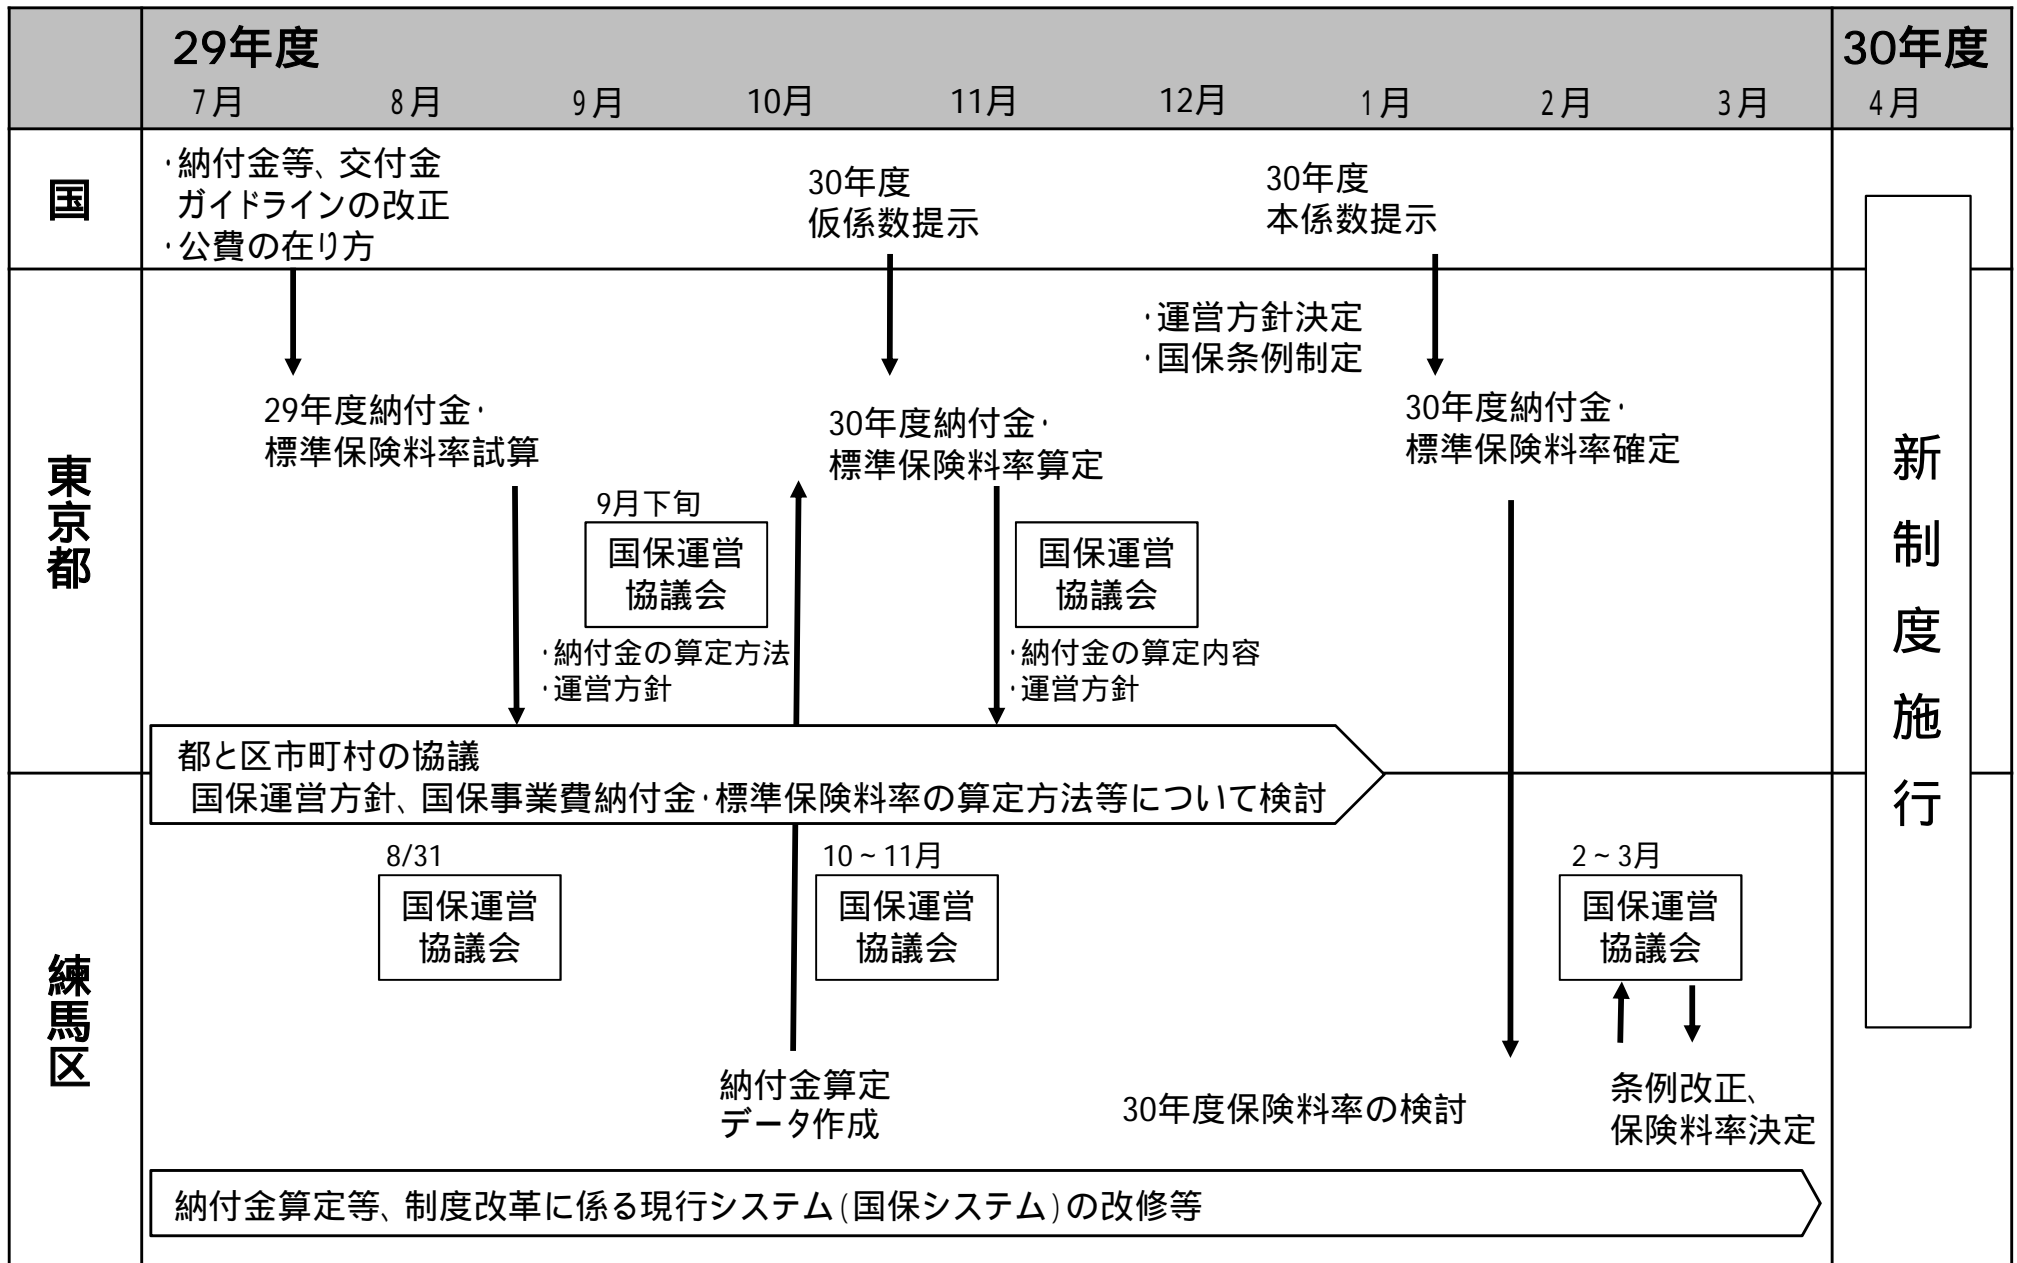 29年度
30年度
7月 8月 9月 10月 11月 12月 1月 2月 3月 4月
国
・納付金等、交付金
ガイドラインの改正
・公費の在り方
30年度
仮係数提示
30年度
本係数提示
東京都
29年度納付金・
標準保険料率試算
30年度納付金・
標準保険料率算定
・運営方針決定
・国保条例制定
30年度納付金・
標準保険料率確定
9月下旬
国保運営
協議会
・納付金の算定方法
・運営方針
国保運営
協議会
・納付金の算定内容
・運営方針
都と区市町村の協議
国保運営方針、国保事業費納付金・標準保険料率の算定方法等について検討
練馬区
8/31
国保運営
協議会
10~11月
国保運営
協議会
2~3月
国保運営
協議会
納付金算定
データ作成
30年度保険料率の検討
条例改正、
保険料率決定
納付金算定等、制度改革に係る現行システム(国保システム)の改修等
新制度施行